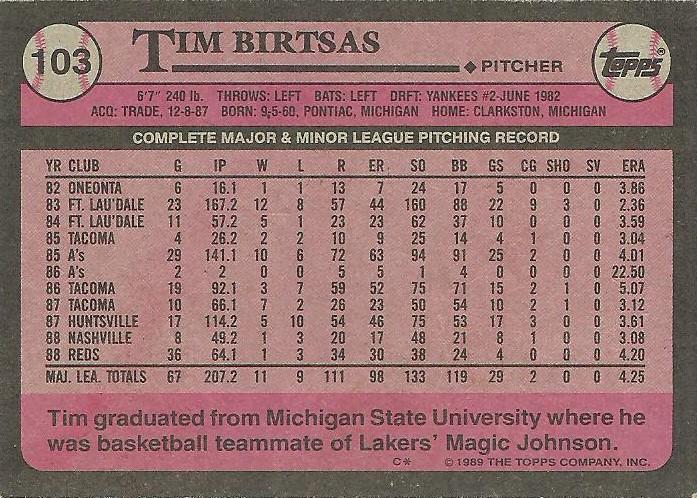 103
TIM BIRTSAS
PITCHER
TOPPS
6'7" 240 lb. THROWS: LEFT BATS: LEFT DRFT: YANKEES #2-JUNE 1982
ACQ: TRADE, 12-8-87 BORN: 9-5-60, PONTIAC, MICHIGAN HOME: CLARKSTON, MICHIGAN
COMPLETE MAJOR & MINOR LEAGUE PITCHING RECORD
YR CLUB G IP W L R ER SO BB GS CG SHO SV ERA
82 ONEONTA 6 16.1 1 1 13 7 24 17 5 0 0 0 3.86
83 FT. LAU'DALE 23 167.2 12 8 57 44 160 88 22 9 3 0 2.36
84 FT. LAU'DALE 11 57.2 5 1 23 23 62 37 10 0 0 0 3.59
85 TACOMA 4 26.2 2 2 10 9 25 14 4 1 0 0 3.04
85 A's 29 141.1 10 6 72 63 94 91 25 2 0 0 4.01
86 A's 2 2 0 0 5 5 1 4 0 0 0 0 22.50
86 TACOMA 19 92.1 3 7 59 52 75 71 15 2 1 0 5.07
87 TACOMA 10 66.1 7 2 26 23 50 54 10 2 1 0 3.12
87 HUNTSVILLE 17 114.2 5 10 54 46 75 53 17 3 0 0 3.61
88 NASHVILLE 8 49.2 1 3 20 17 48 21 8 1 0 0 3.08
88 REDS 36 64.1 1 3 34 30 38 24 4 0 0 0 4.20
MAJ. LEA. TOTALS 67 207.2 11 9 111 98 133 119 29 2 0 0 4.25
Tim graduated from Michigan State University where he
was basketball teammate of Lakers' Magic Johnson.
C* © 1989 THE TOPPS COMPANY, INC.